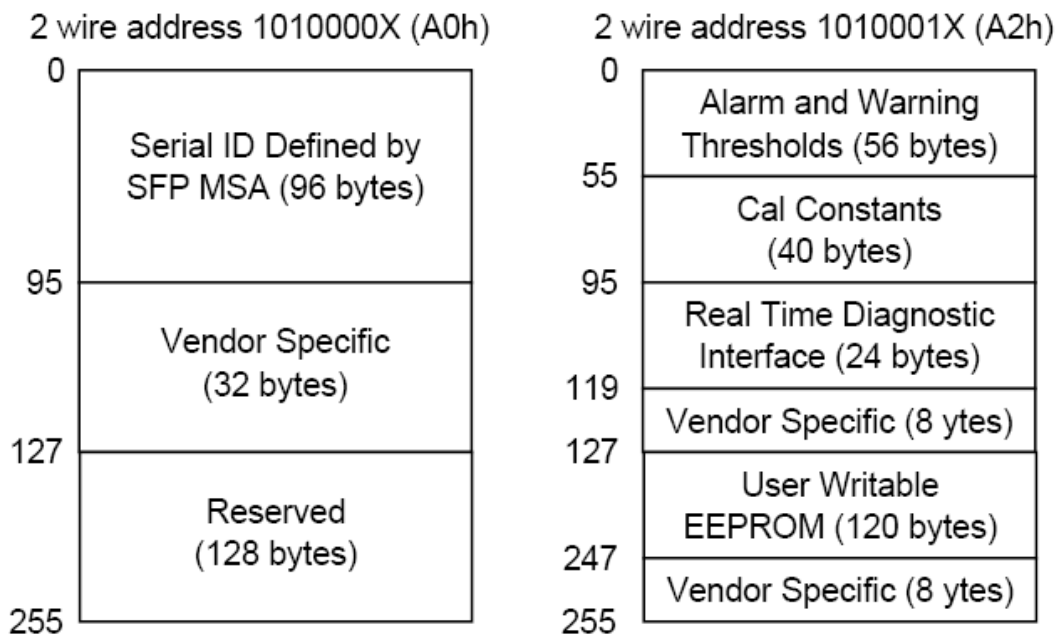 2 wire address 1010000X (A0h)
0
Serial ID Defined by
SFP MSA (96 bytes)
95
Vendor Specific
(32 bytes)
127
Reserved
(128 bytes)
255
2 wire address 1010001X (A2h)
0
Alarm and Warning
Thresholds (56 bytes)
55
Cal Constants
(40 bytes)
95
Real Time Diagnostic
Interface (24 bytes)
119
Vendor Specific (8 ytes)
127
User Writable
EEPROM (120 bytes)
247
Vendor Specific (8 ytes)
255